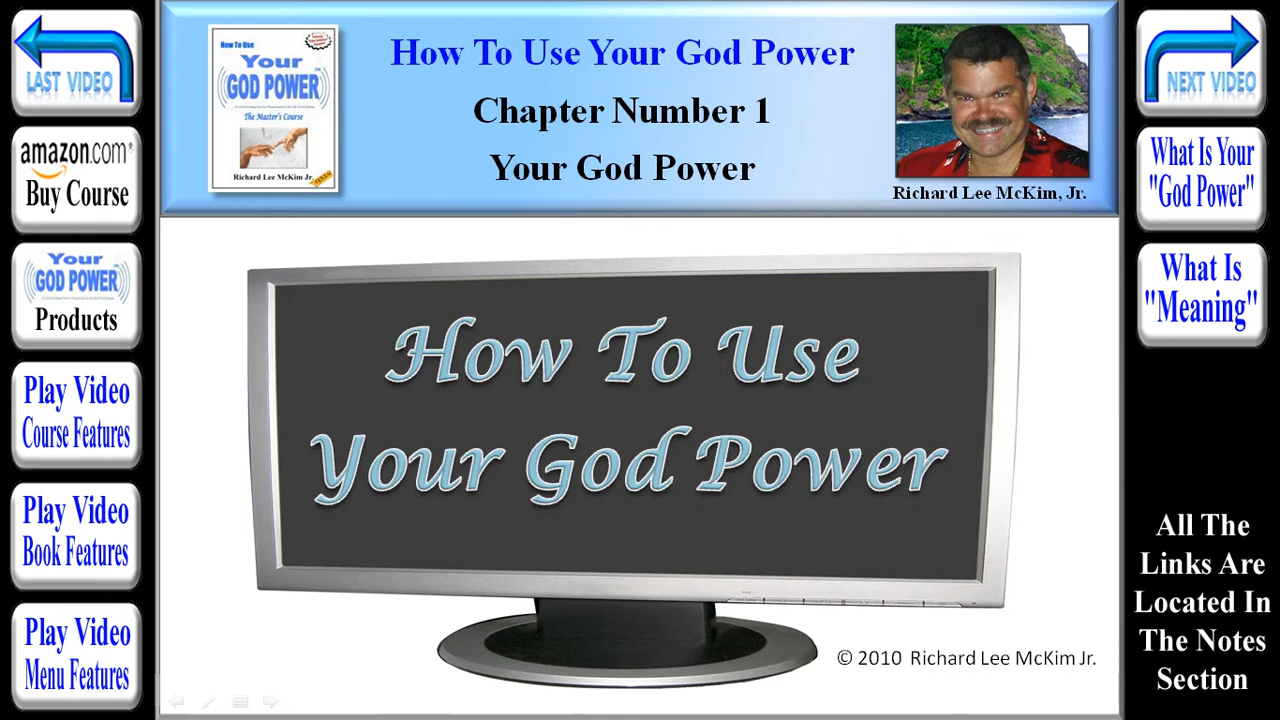 LAST VIDEO
amazon.com
Buy Course
Your
GOD POWER
Products
Play Video
Course Features
Play Video
Book Features
Play Video
Menu Features
How To Use
Your
GOD POWER
The Master's Course
Richard Lee McKim Jr.
How To Use Your God Power
Chapter Number 1
Your God Power
Richard Lee McKim, Jr.
How To Use
Your God Power
© 2010 Richard Lee McKim Jr.
NEXT VIDEO
What Is Your
"God Power"
What Is
"Meaning"
All The
Links Are
Located In
The Notes
Section